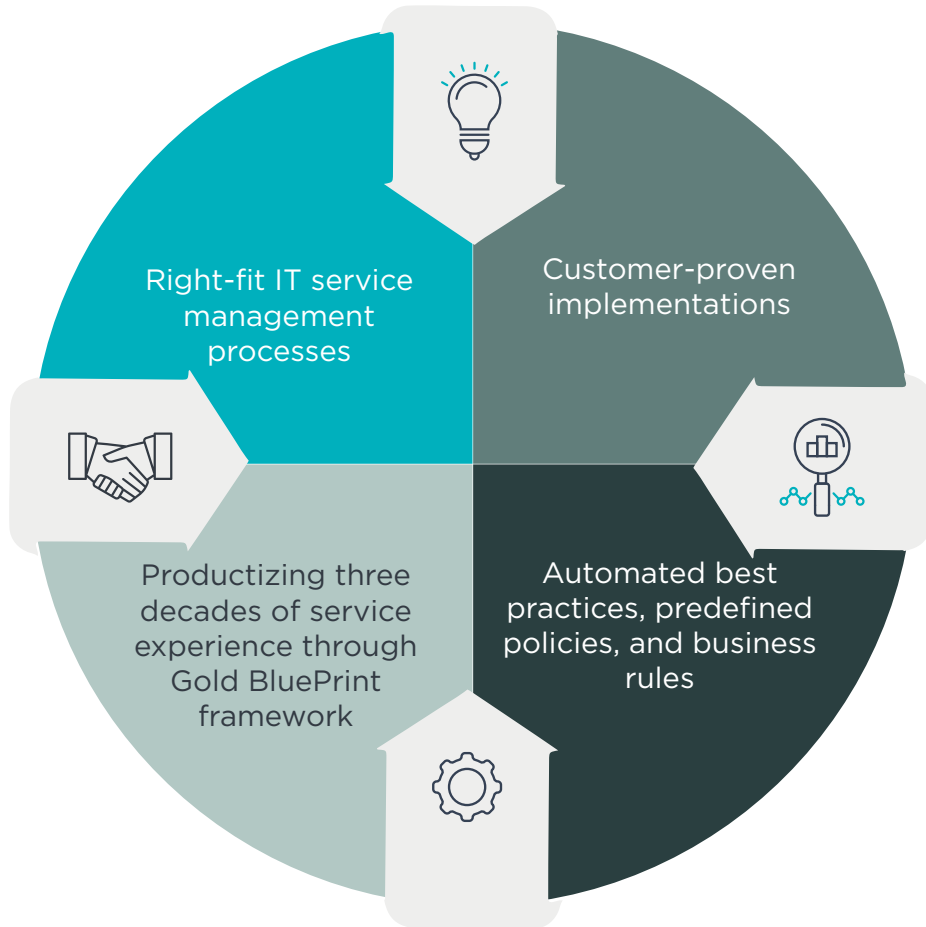 Right-fit IT service
management
processes
Customer-proven
implementations
Productizing three
decades of service
experience through
Gold BluePrint
framework
Automated best
practices, predefined
policies, and business
rules